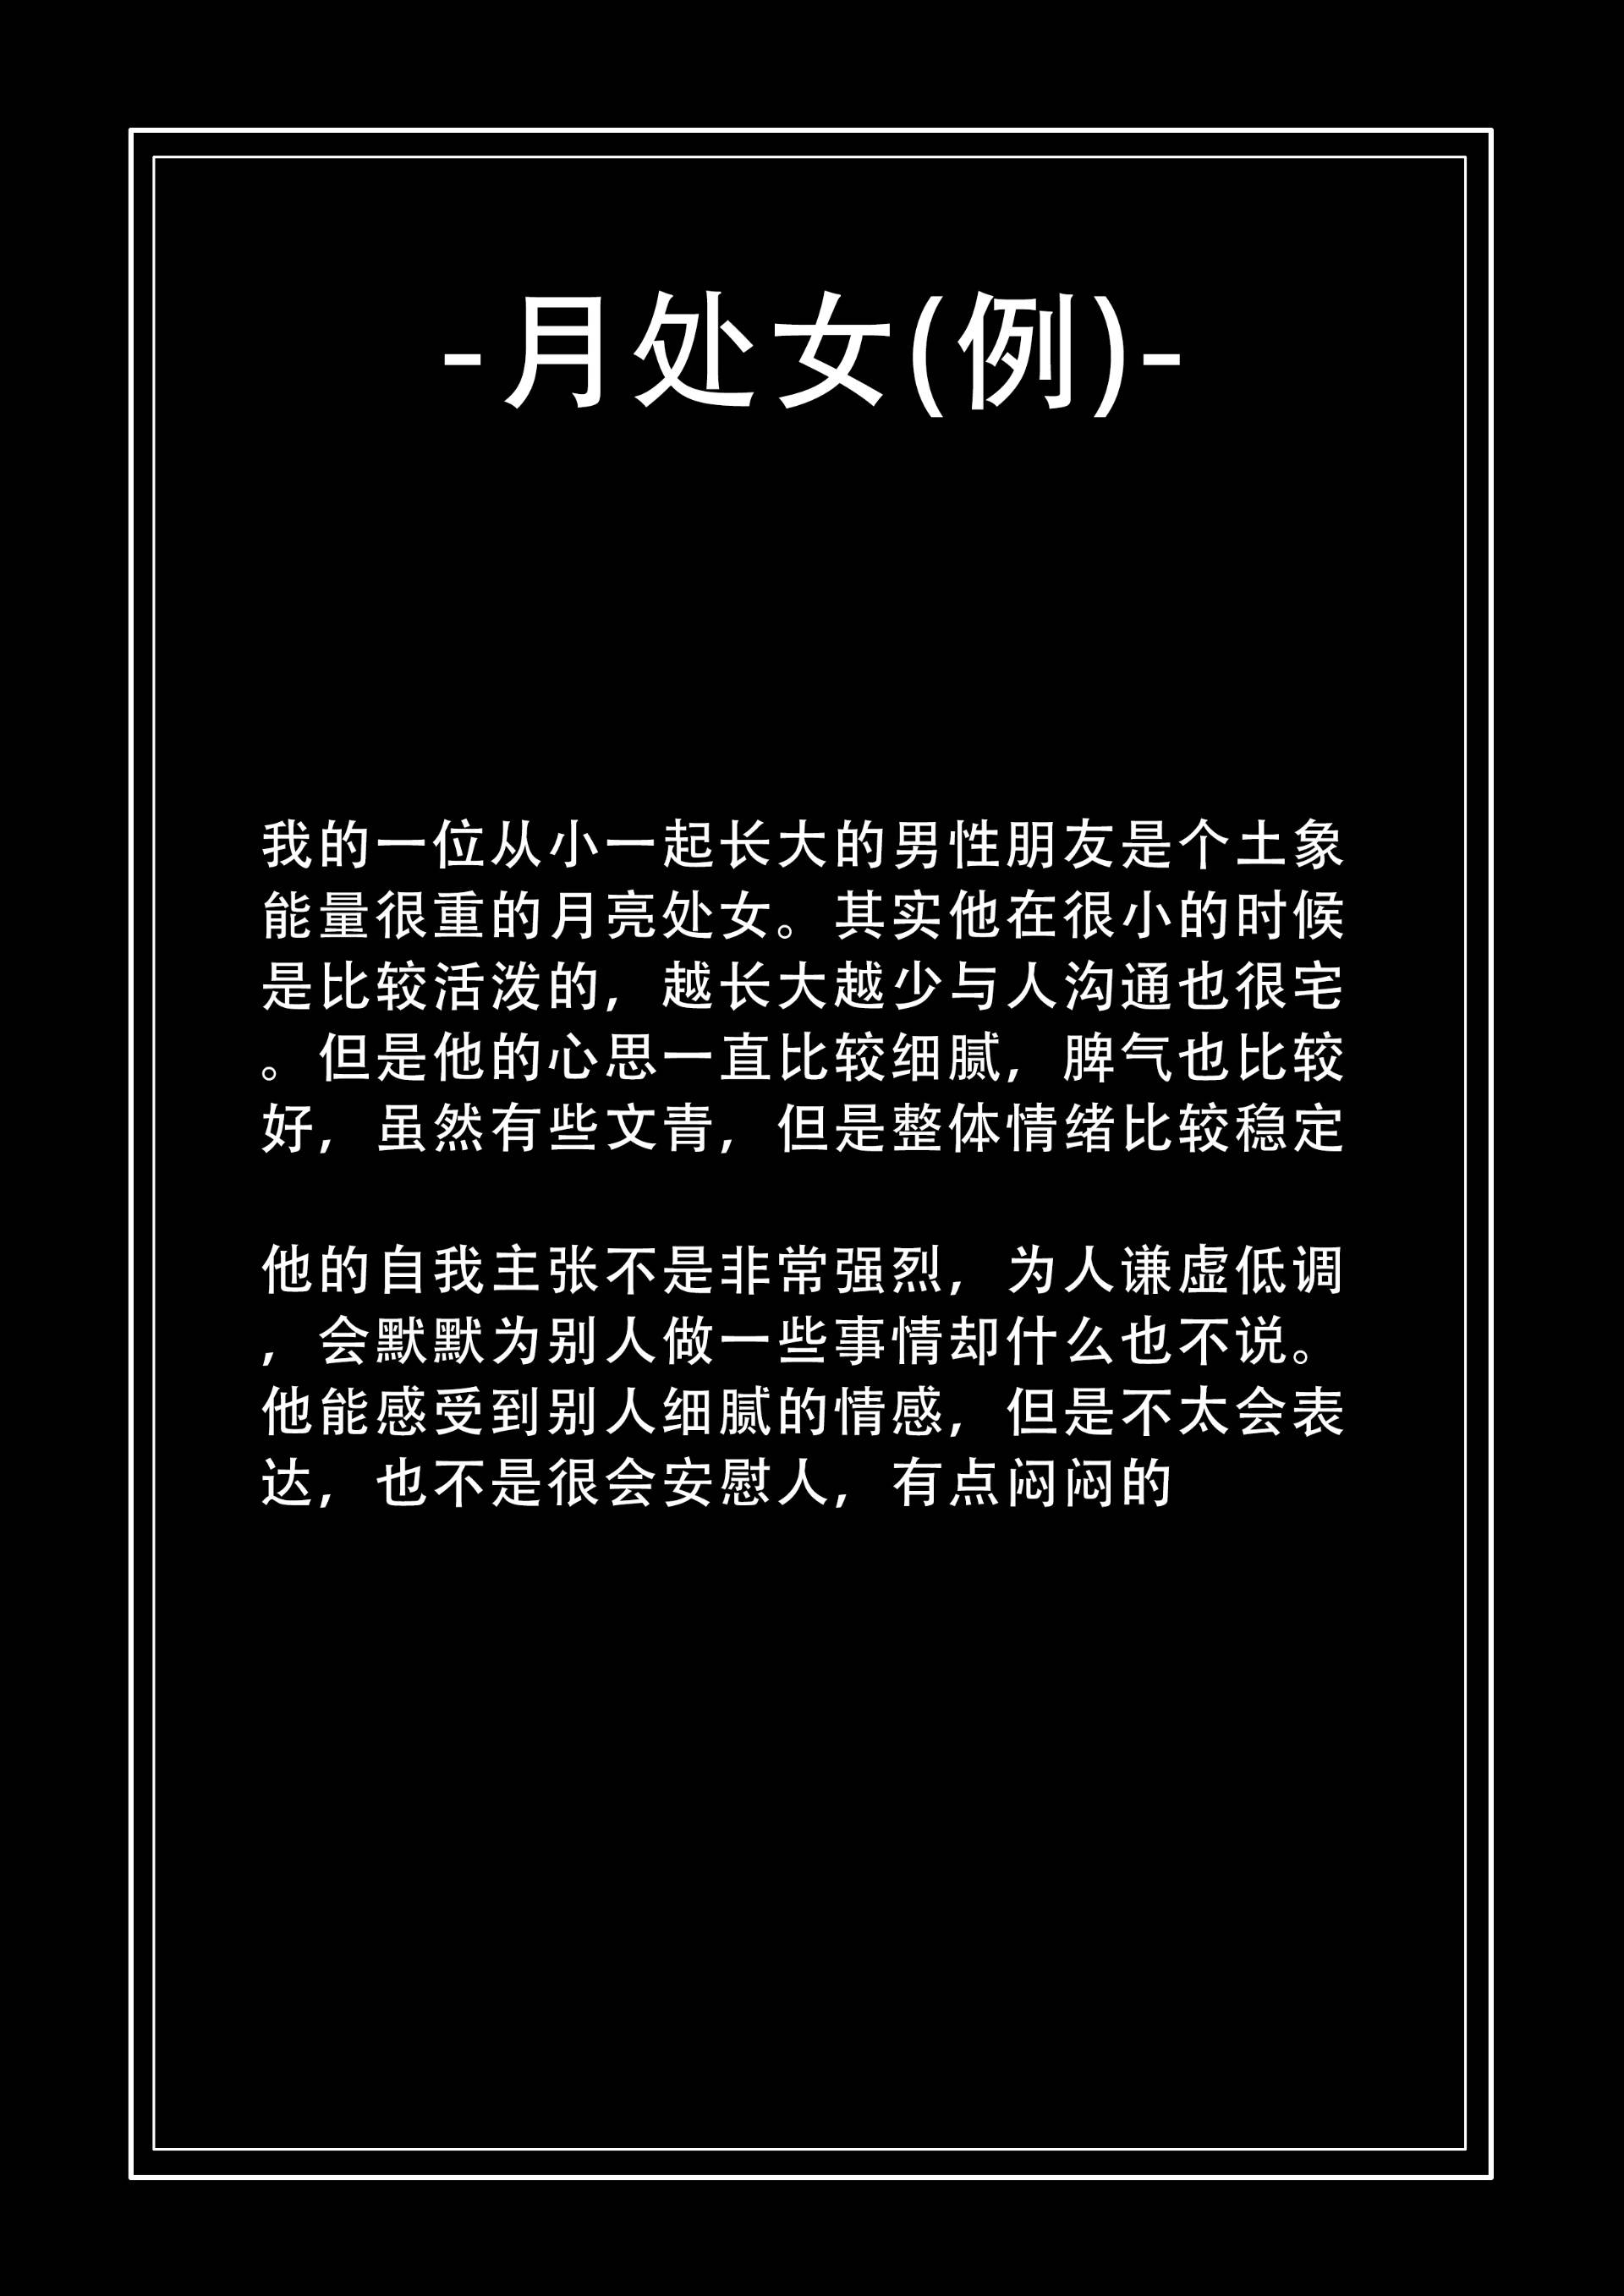 -月处女(例)-
我的一位从小一起长大的男性朋友是个土象
能量很重的月亮处女。其实他在很小的时候
是比较活泼的，越长大越少与人沟通也很宅
。但是他的心思一直比较细腻，脾气也比较
好，虽然有些文青，但是整体情绪比较稳定
他的自我主张不是非常强烈，为人谦虚低调
，会默默为别人做一些事情却什么也不说。
他能感受到别人细腻的情感，但是不太会表
达，也不是很会安慰人，有点闷闷的